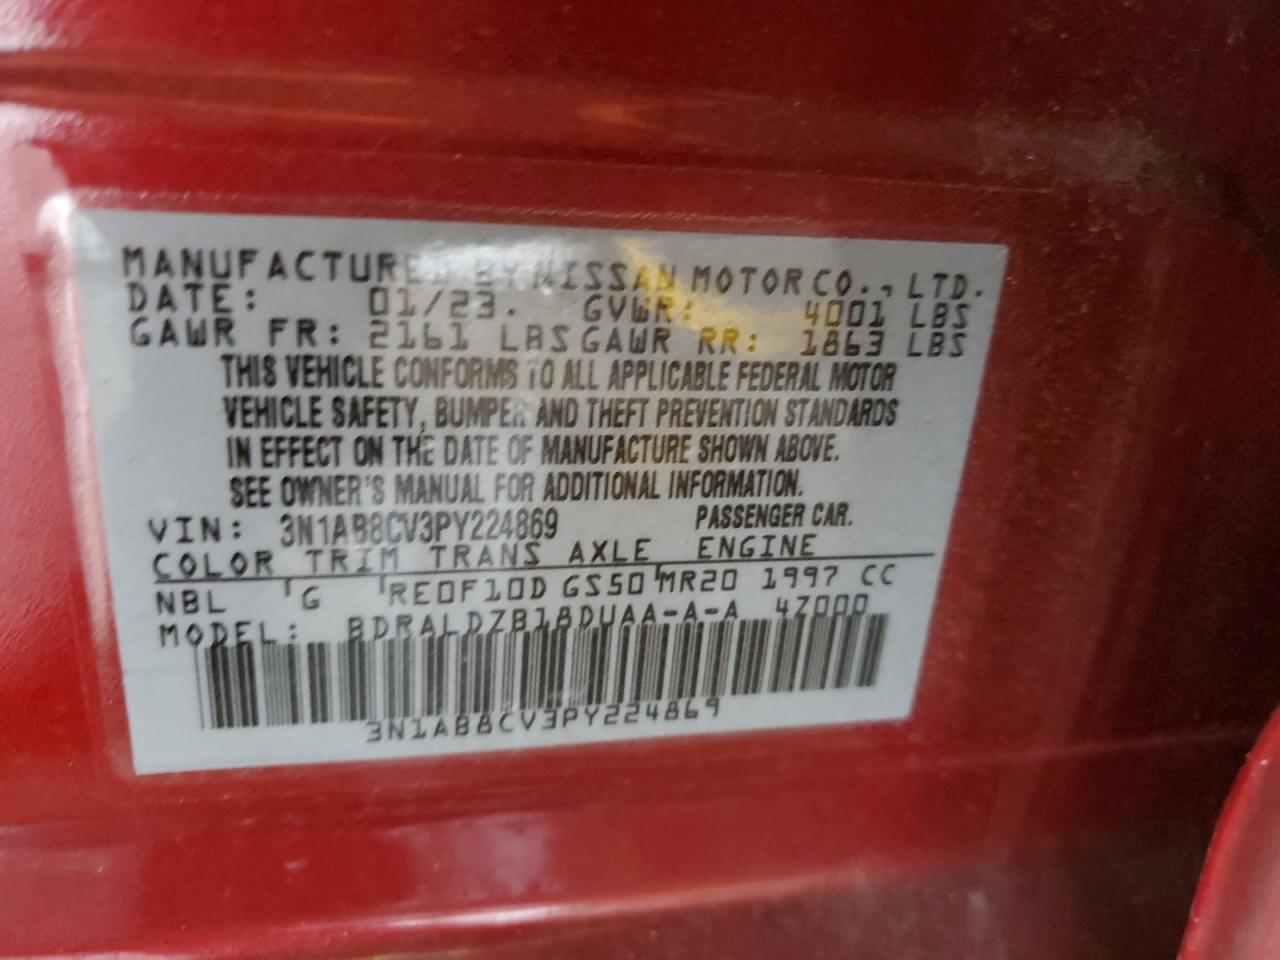 MANUFACTURED BY NISSAN MOTOR CO., LTD.
DATE: 01/23. GVWR: 4001 LBS
GAWR FR: 2161 LBS GAWR RR: 1863 LBS
THIS VEHICLE CONFORMS TO ALL APPLICABLE FEDERAL MOTOR
VEHICLE SAFETY, BUMPER AND THEFT PREVENTION STANDARDS
IN EFFECT ON THE DATE OF MANUFACTURE SHOWN ABOVE.
SEE OWNER'S MANUAL FOR ADDITIONAL INFORMATION.
VIN: 3N1AB8CV3PY224869 PASSENGER CAR.
COLOR TRIM TRANS AXLE ENGINE
NBL G RE0F10D GS50 MR20 1997 CC
MODEL: BDRALDZB18DUAA-A-A 4Z000
3N1AB8CV3PY224869